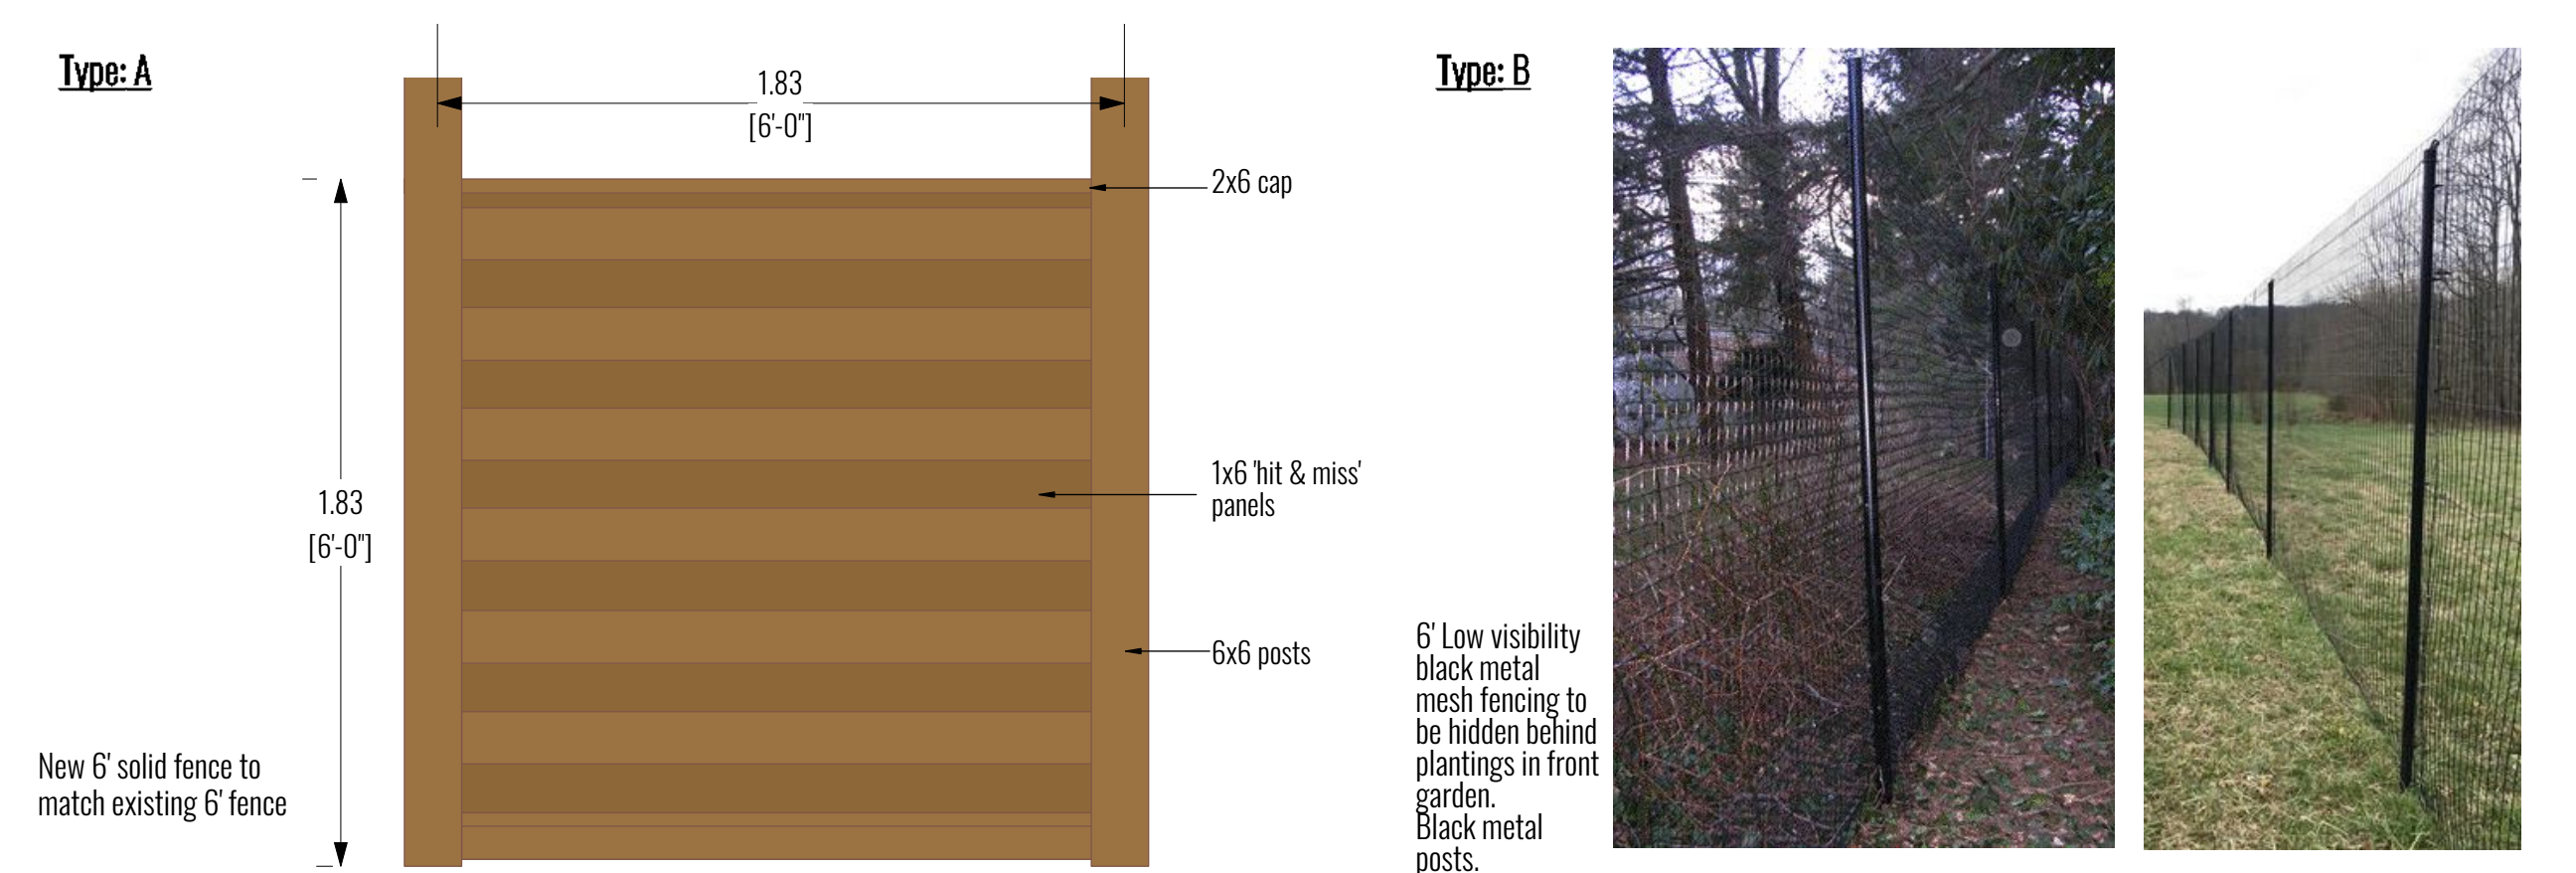 Type: A
1.83
[6'-0"]
2x6 cap
1x6 'hit & miss'
panels
1.83
[6'-0"]
6x6 posts
New 6' solid fence to
match existing 6' fence
Type: B
6' Low visibility
black metal
mesh fencing to
be hidden behind
plantings in front
garden.
Black metal
posts.